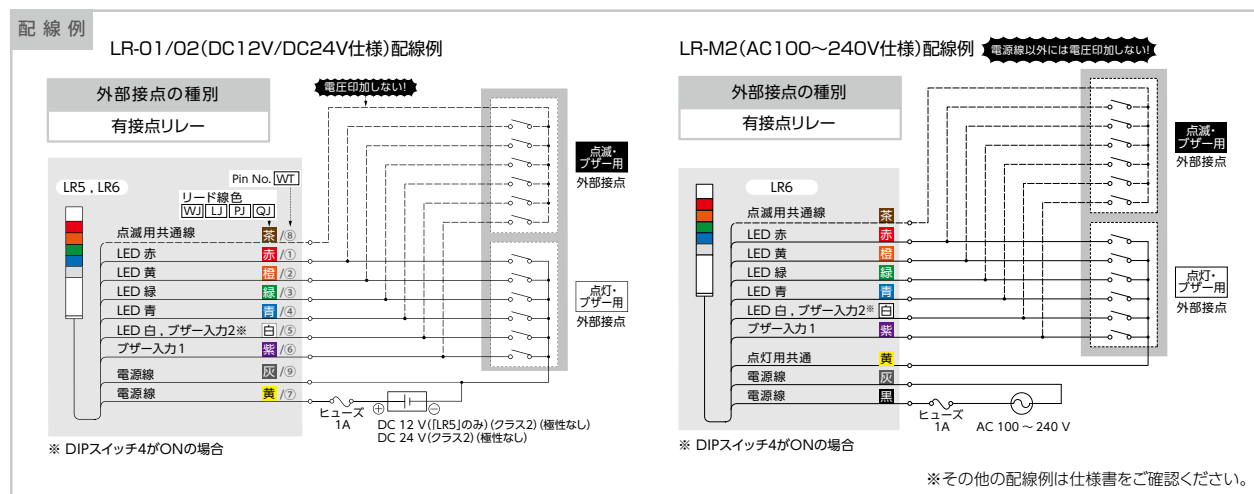 配線例
LR-01/02(DC12V/DC24V仕様)配線例
電圧印加しない!
外部接点の種別
有接点リレー
LR5 , LR6
Pin No. WT
リード線色
WJ LJ PJ QJ
点滅用共通線 茶 /⑧
LED 赤 赤 /①
LED 黄 橙 /②
LED 緑 緑 /③
LED 青 青 /④
LED 白 , ブザー入力2※ 白 /⑤
ブザー入力1 紫 /⑥
電源線 灰 /⑨
電源線 黄 /⑦
ヒューズ
1A
⊕ ⊖
DC 12 V(「LR5」のみ) (クラス2) (極性なし)
DC 24 V(クラス2) (極性なし)
点滅・
ブザー用
外部接点
点灯・
ブザー用
外部接点
※ DIPスイッチ4がONの場合
LR-M2(AC100~240V仕様)配線例
電源線以外には電圧印加しない!
外部接点の種別
有接点リレー
LR6
点滅用共通線 茶
LED 赤 赤
LED 黄 橙
LED 緑 緑
LED 青 青
LED 白 , ブザー入力2※ 白
ブザー入力1 紫
点灯用共通 黄
電源線 灰
電源線 黒
ヒューズ
1A
AC 100 ~ 240 V
点滅・
ブザー用
外部接点
点灯・
ブザー用
外部接点
※ DIPスイッチ4がONの場合
※その他の配線例は仕様書をご確認ください。